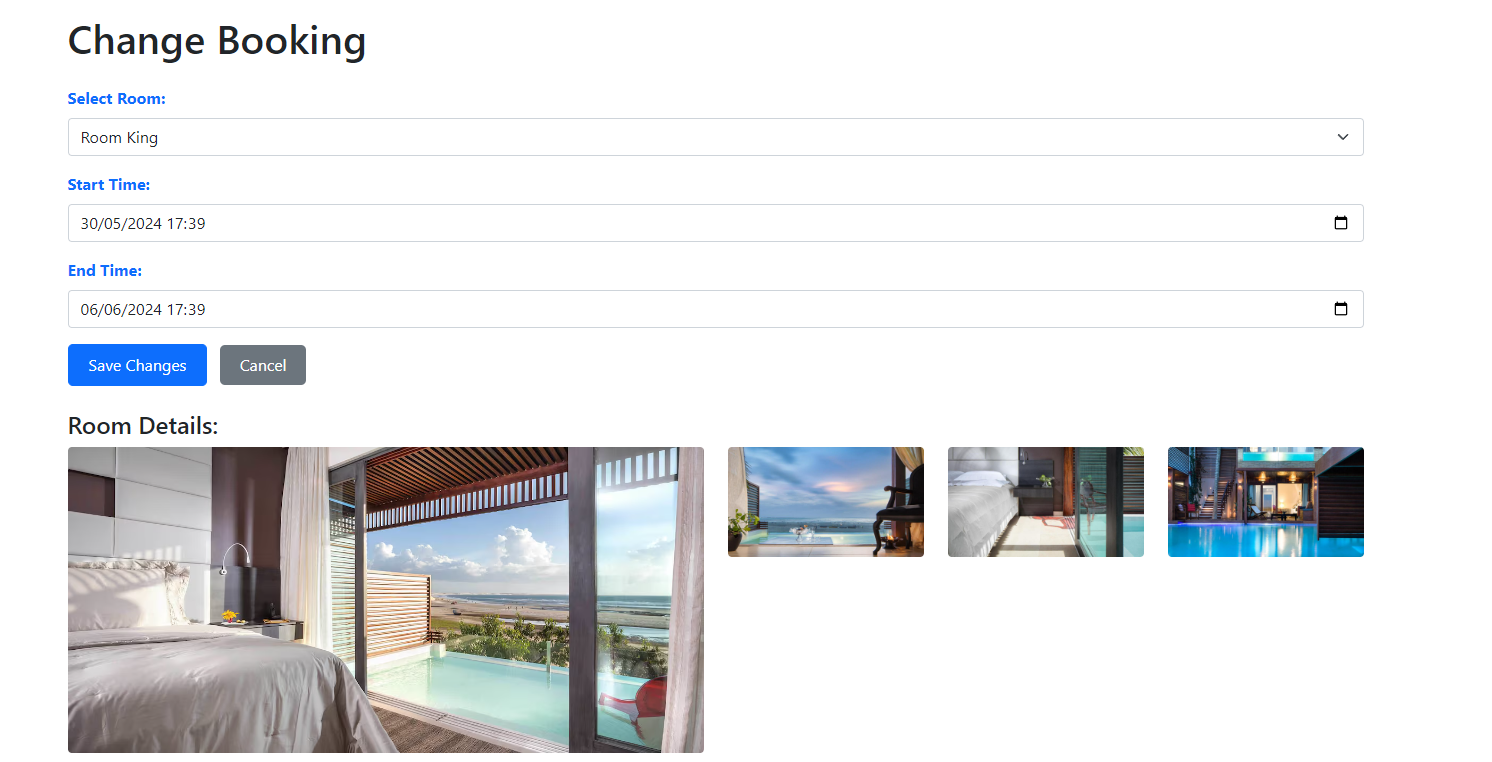 Change Booking
Select Room:
Room King
Start Time:
30/05/2024 17:39
End Time:
06/06/2024 17:39
Save Changes
Cancel
Room Details: